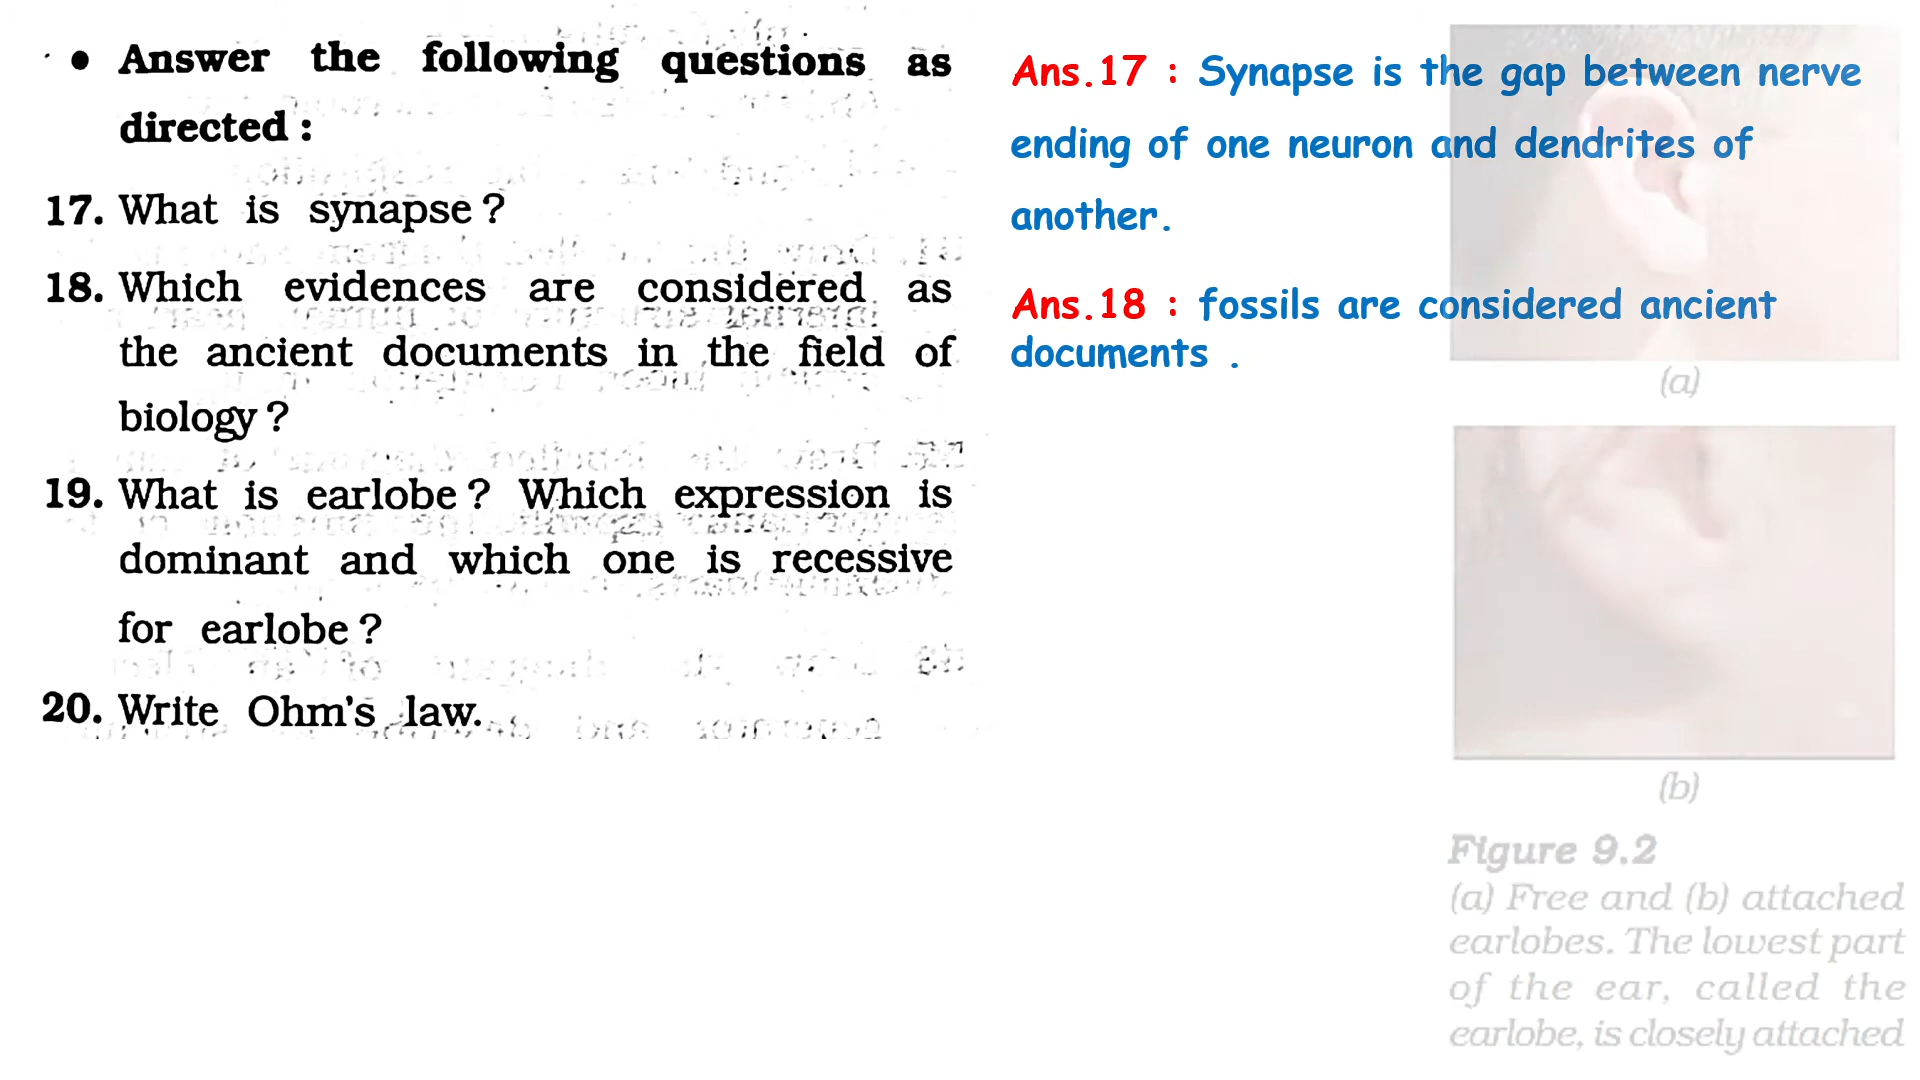 • Answer the following questions as
directed :
17. What is synapse ?
18. Which evidences are considered as
the ancient documents in the field of
biology ?
19. What is earlobe ? Which expression is
dominant and which one is recessive
for earlobe ?
20. Write Ohm's law.
Ans.17 : Synapse is the gap between nerve
ending of one neuron and dendrites of
another.
Ans.18 : fossils are considered ancient
documents .
(a)
(b)
Figure 9.2
(a) Free and (b) attached
earlobes. The lowest part
of the ear, called the
earlobe, is closely attached